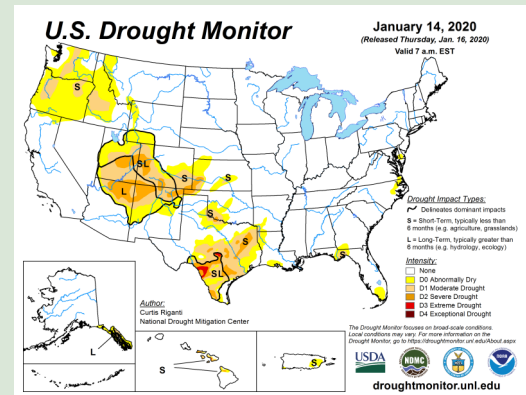 U.S. Drought Monitor
January 14, 2020
(Released Thursday, Jan. 16, 2020)
Valid 7 a.m. EST
S
SL
S
S
L
S
S
SL
S
Drought Impact Types:
Delineates dominant impacts
S = Short-Term, typically less than
6 months (e.g. agriculture, grasslands)
L = Long-Term, typically greater than
6 months (e.g. hydrology, ecology)
Intensity:
None
D0 Abnormally Dry
D1 Moderate Drought
D2 Severe Drought
D3 Extreme Drought
D4 Exceptional Drought
Author:
Curtis Riganti
National Drought Mitigation Center
L
S
S
The Drought Monitor focuses on broad-scale conditions.
Local conditions may vary. For more information on the
Drought Monitor, go to https://droughtmonitor.unl.edu/About.aspx
USDA
NDMC
NOAA
droughtmonitor.unl.edu